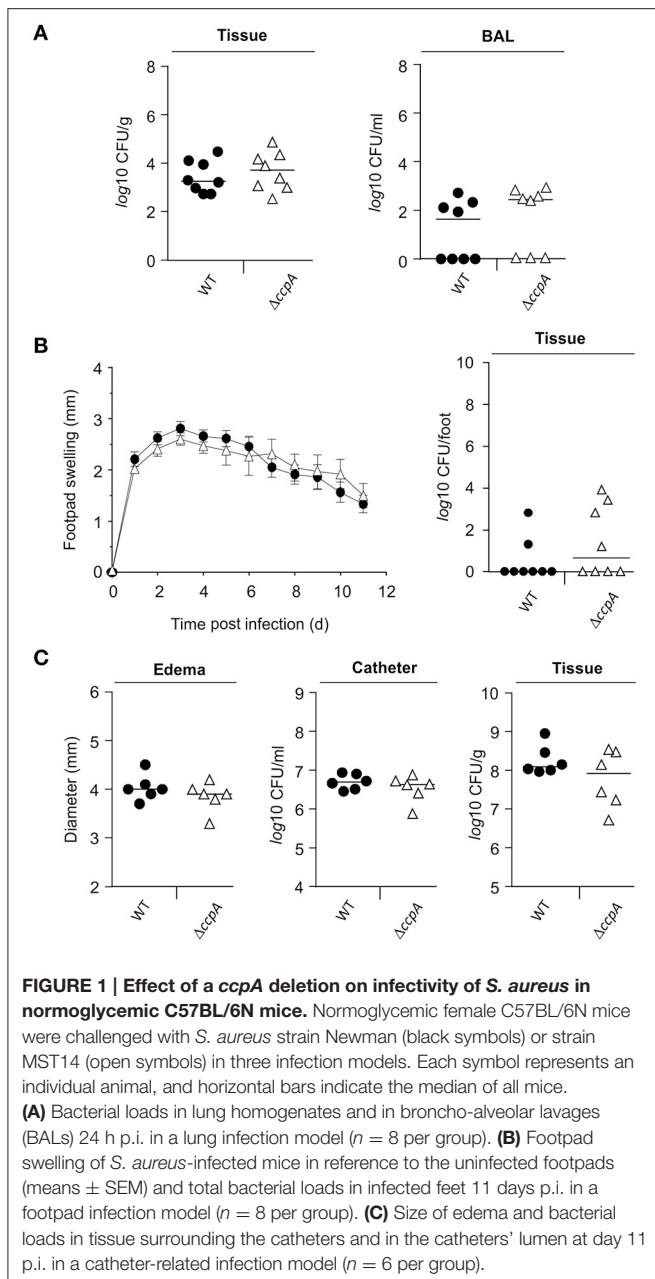 A
Tissue
BAL
log10 CFU/g
8
6
4
2
0
WT
ΔccpA
log10 CFU/ml
8
6
4
2
0
WT
ΔccpA
B
Footpad swelling (mm)
4
3
2
1
0
0 2 4 6 8 10 12
Time post infection (d)
Tissue
log10 CFU/foot
10
8
6
4
2
0
WT
ΔccpA
C
Edema
Catheter
Tissue
Diameter (mm)
6
5
4
3
2
WT
ΔccpA
log10 CFU/ml
9
8
7
6
5
4
WT
ΔccpA
log10 CFU/g
10
9
8
7
6
5
WT
ΔccpA
FIGURE 1 | Effect of a ccpA deletion on infectivity of S. aureus in
normoglycemic C57BL/6N mice. Normoglycemic female C57BL/6N mice
were challenged with S. aureus strain Newman (black symbols) or strain
MST14 (open symbols) in three infection models. Each symbol represents an
individual animal, and horizontal bars indicate the median of all mice.
(A) Bacterial loads in lung homogenates and in broncho-alveolar lavages
(BALs) 24 h p.i. in a lung infection model (n = 8 per group). (B) Footpad
swelling of S. aureus-infected mice in reference to the uninfected footpads
(means ± SEM) and total bacterial loads in infected feet 11 days p.i. in a
footpad infection model (n = 8 per group). (C) Size of edema and bacterial
loads in tissue surrounding the catheters and in the catheters' lumen at day 11
p.i. in a catheter-related infection model (n = 6 per group).